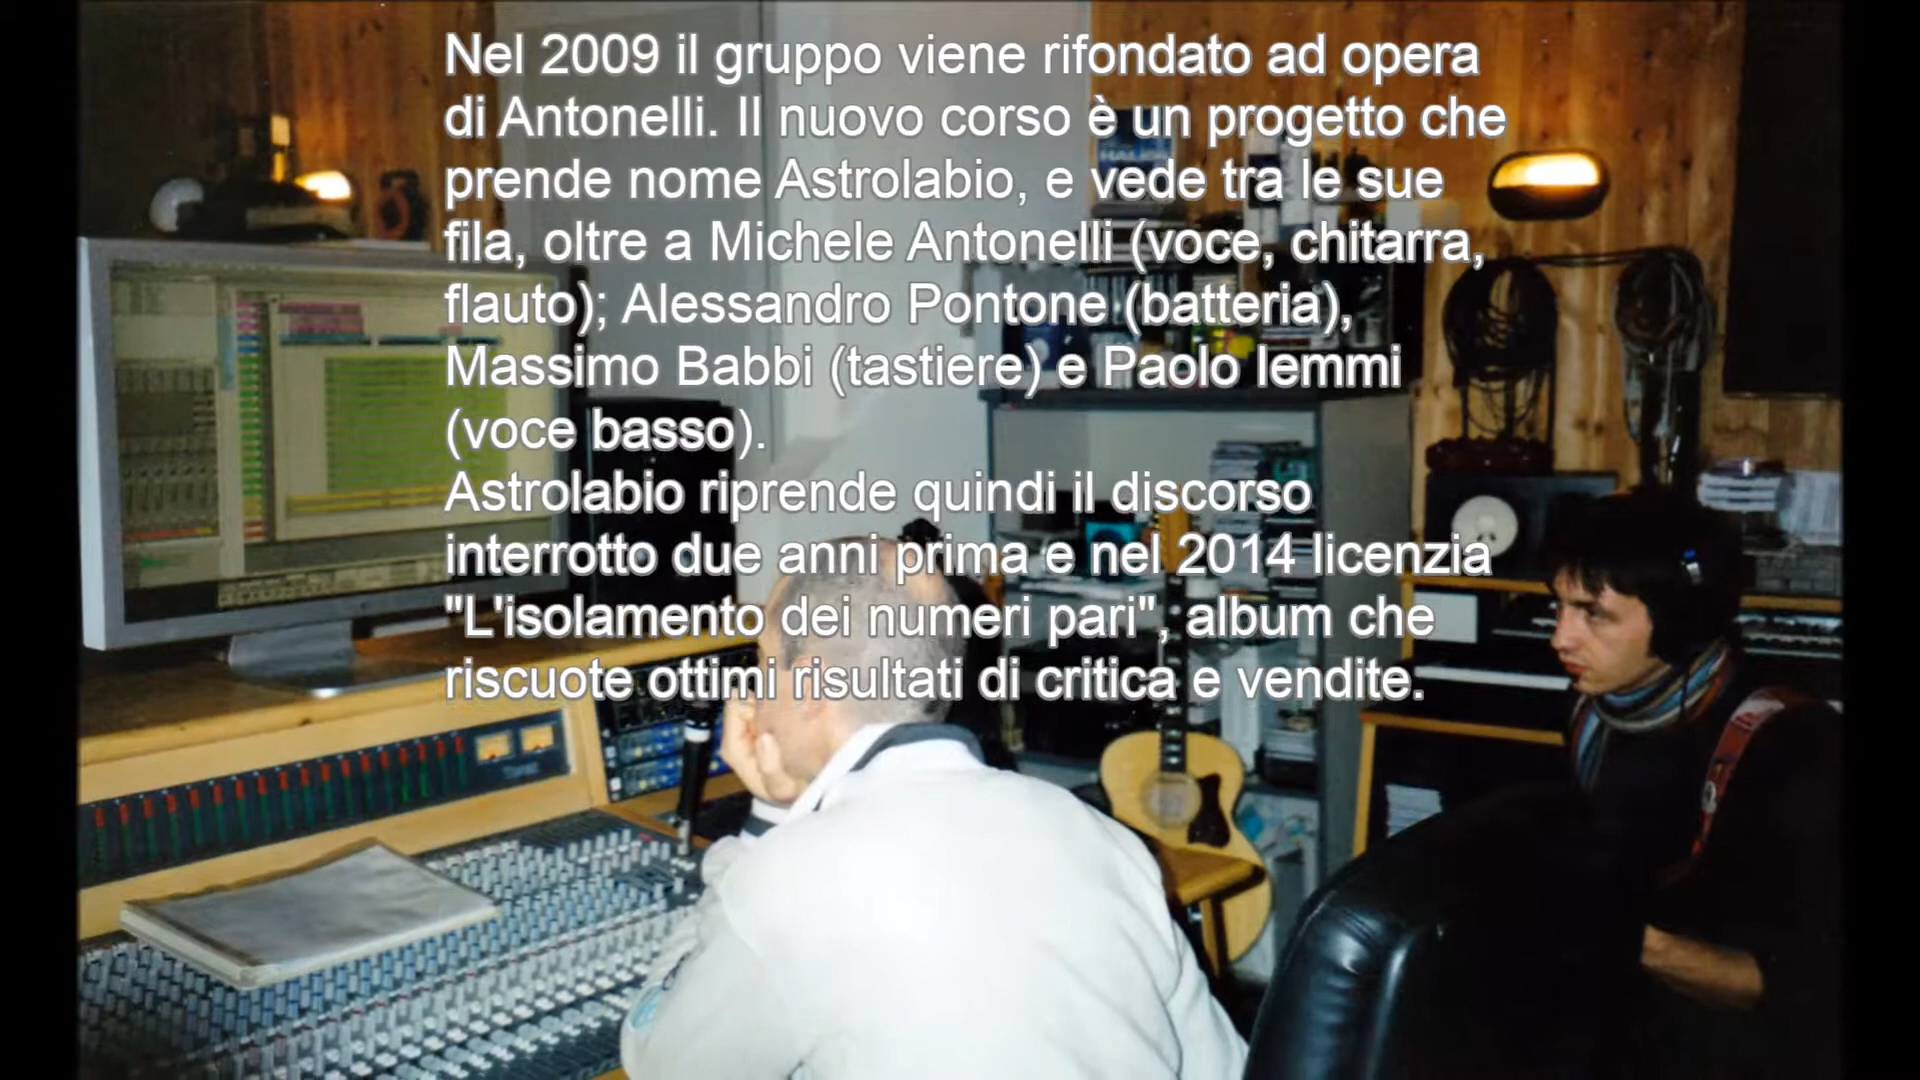 Nel 2009 il gruppo viene rifondato ad opera
di Antonelli. Il nuovo corso è un progetto che
prende nome Astrolabio, e vede tra le sue
fila, oltre a Michele Antonelli (voce, chitarra,
flauto); Alessandro Pontone (batteria),
Massimo Babbi (tastiere) e Paolo Iemmi
(voce basso).
Astrolabio riprende quindi il discorso
interrotto due anni prima e nel 2014 licenzia
"L'isolamento dei numeri pari", album che
riscuote ottimi risultati di critica e vendite.